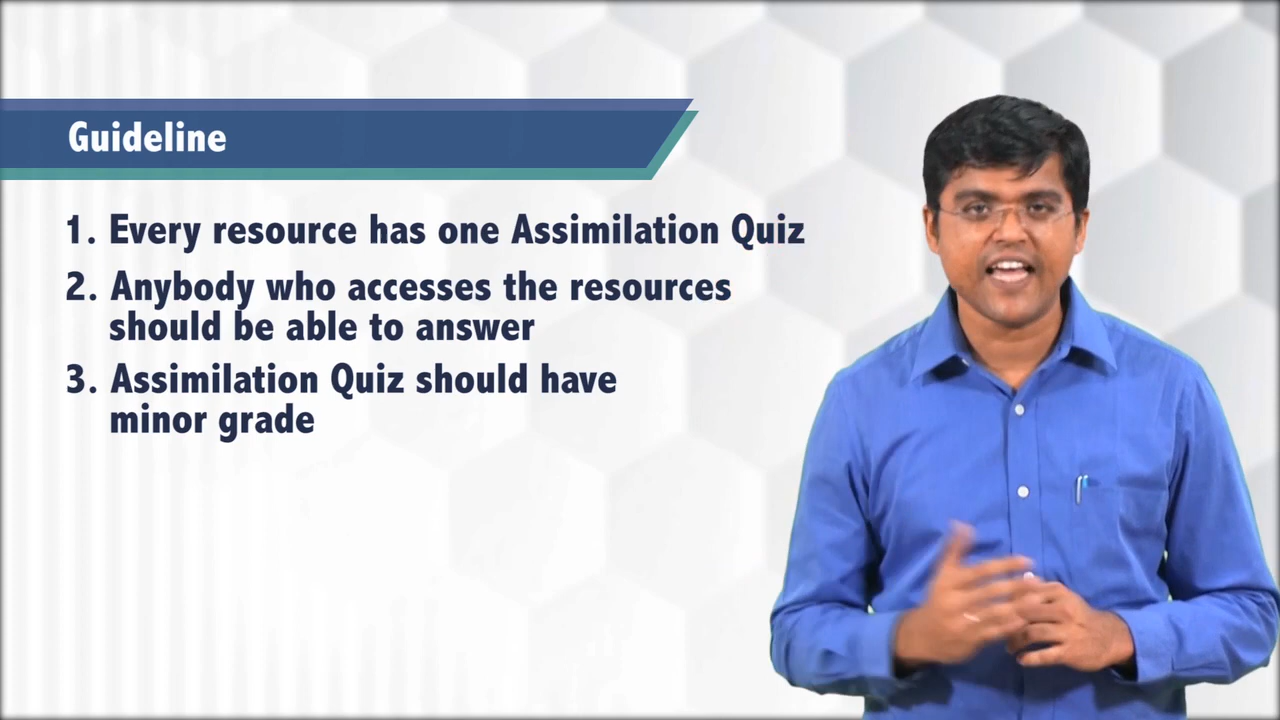 Guideline
1. Every resource has one Assimilation Quiz
2. Anybody who accesses the resources
should be able to answer
3. Assimilation Quiz should have
minor grade